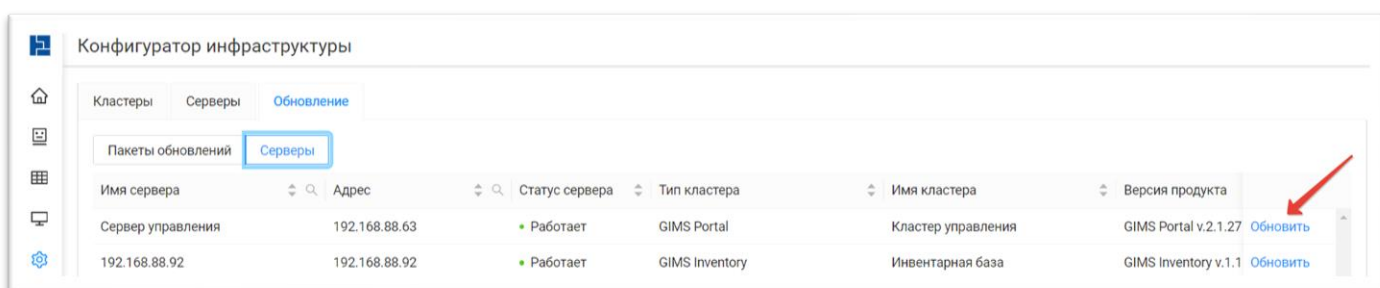 Конфигуратор инфраструктуры
Кластеры Серверы Обновление
Пакеты обновлений Серверы
Имя сервера Адрес Статус сервера Тип кластера Имя кластера Версия продукта
Сервер управления 192.168.88.63 Работает GIMS Portal Кластер управления GIMS Portal v.2.1.27 Обновить
192.168.88.92 192.168.88.92 Работает GIMS Inventory Инвентарная база GIMS Inventory v.1.1 Обновить